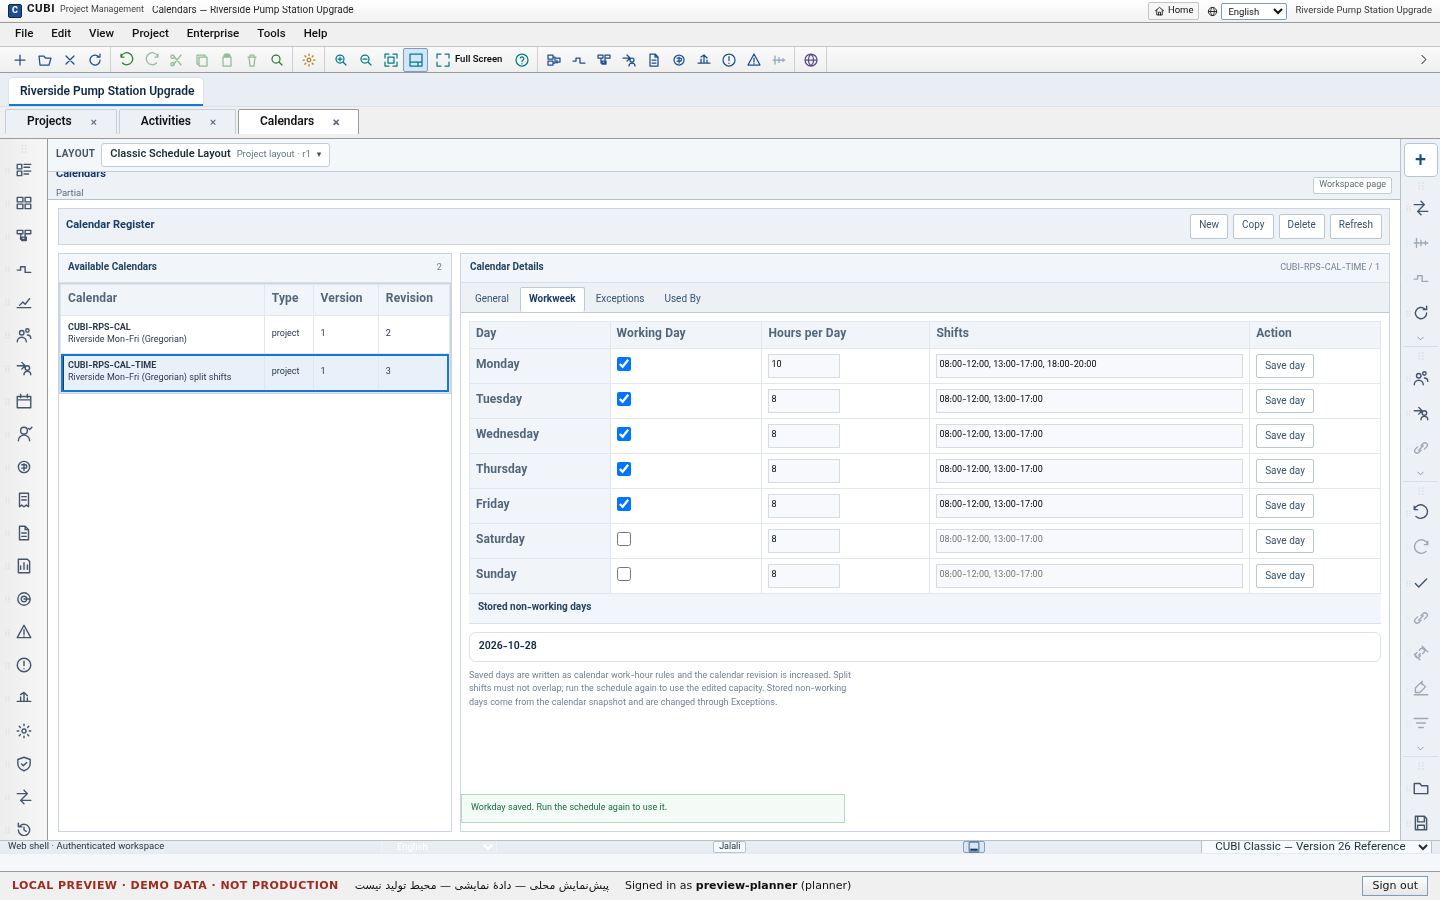 CUBI Project Management Calendars — Riverside Pump Station Upgrade Home English Riverside Pump Station Upgrade
File Edit View Project Enterprise Tools Help
Full Screen
Riverside Pump Station Upgrade
Projects × Activities × Calendars ×
LAYOUT Classic Schedule Layout Project layout · r1
Calendars
Partial
Workspace page
Calendar Register New Copy Delete Refresh
Available Calendars 2
Calendar Type Version Revision
CUBI-RPS-CAL
Riverside Mon-Fri (Gregorian) project 1 2
CUBI-RPS-CAL-TIME
Riverside Mon-Fri (Gregorian) split shifts project 1 3
Calendar Details CUBI-RPS-CAL-TIME / 1
General Workweek Exceptions Used By
Day Working Day Hours per Day Shifts Action
Monday 10 08:00-12:00, 13:00-17:00, 18:00-20:00 Save day
Tuesday 8 08:00-12:00, 13:00-17:00 Save day
Wednesday 8 08:00-12:00, 13:00-17:00 Save day
Thursday 8 08:00-12:00, 13:00-17:00 Save day
Friday 8 08:00-12:00, 13:00-17:00 Save day
Saturday 8 08:00-12:00, 13:00-17:00 Save day
Sunday 8 08:00-12:00, 13:00-17:00 Save day
Stored non-working days
2026-10-28
Saved days are written as calendar work-hour rules and the calendar revision is increased. Split
shifts must not overlap; run the schedule again to use the edited capacity. Stored non-working
days come from the calendar snapshot and are changed through Exceptions.
Workday saved. Run the schedule again to use it.
Web shell · Authenticated workspace English Jalali CUBI Classic — Version 26 Reference
LOCAL PREVIEW · DEMO DATA · NOT PRODUCTION پیش‌نمایش محلی — دادهٔ نمایشی — محیط تولید نیست Signed in as preview-planner (planner) Sign out